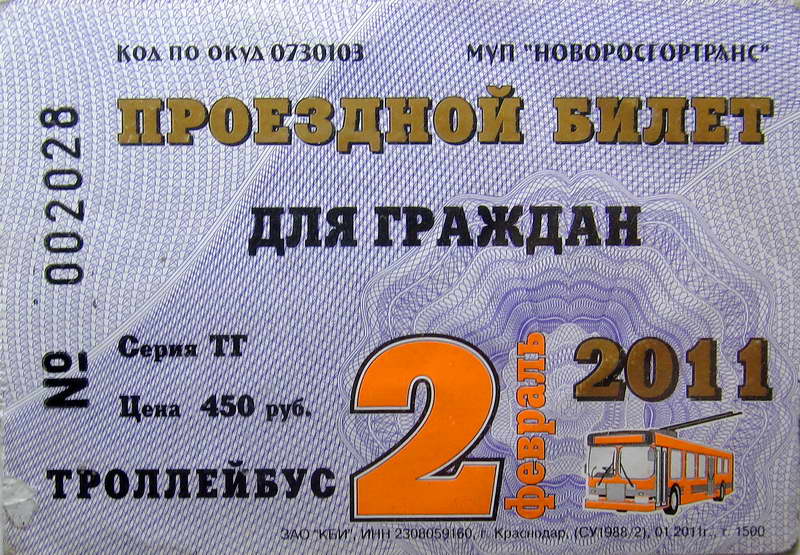 КОД ПО ОКУД 0730103
МУП "НОВОРОСГОРТРАНС"
ПРОЕЗДНОЙ БИЛЕТ
ДЛЯ ГРАЖДАН
№ 002028
Серия ТГ
Цена 450 руб.
ТРОЛЛЕЙБУС
2
февраль
2011
ЗАО "КБИ", ИНН 2308059160, г. Краснодар, (СУ1988/2), 01.2011г., т. 1500